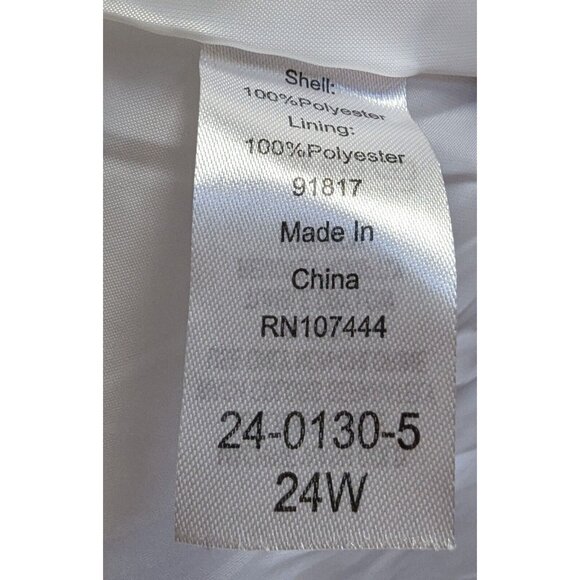 Shell:
100%Polyester
Lining:
100%Polyester
91817
Made In
China
RN107444
24-0130-5
24W